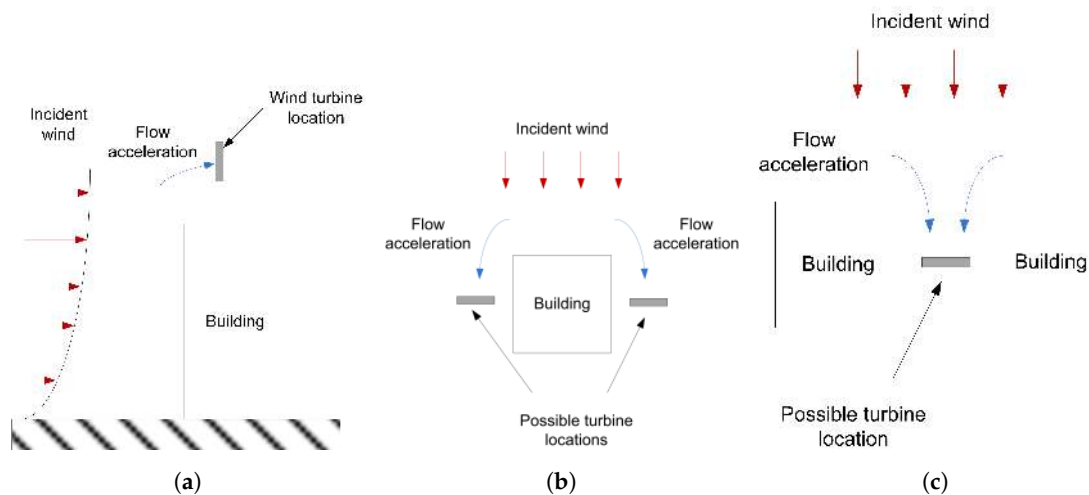 Incident
wind
Flow
acceleration
Wind turbine
location
Building
(a)
Incident wind
Flow
acceleration
Flow
acceleration
Building
Possible turbine
locations
(b)
Incident wind
Flow
acceleration
Building
Building
Possible turbine
location
(c)